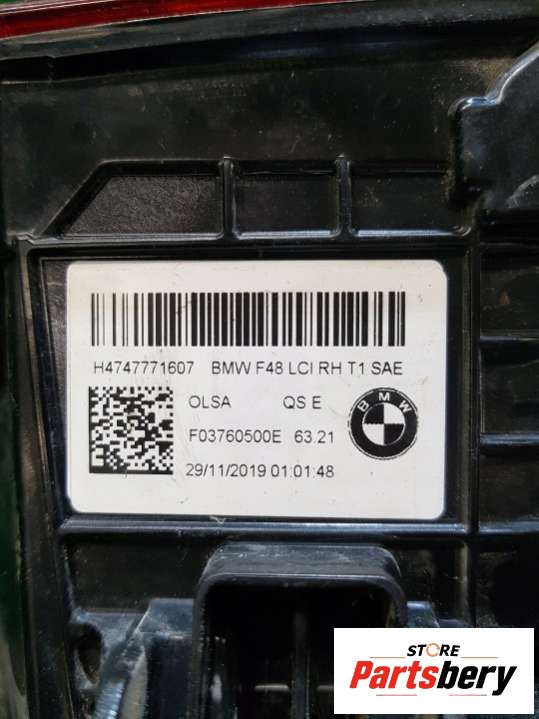 H4747771607 BMW F48 LCI RH T1 SAE
OLSA QS E
F03760500E 63 21
29/11/2019 01:01:48
BMW
STORE
Partsbery